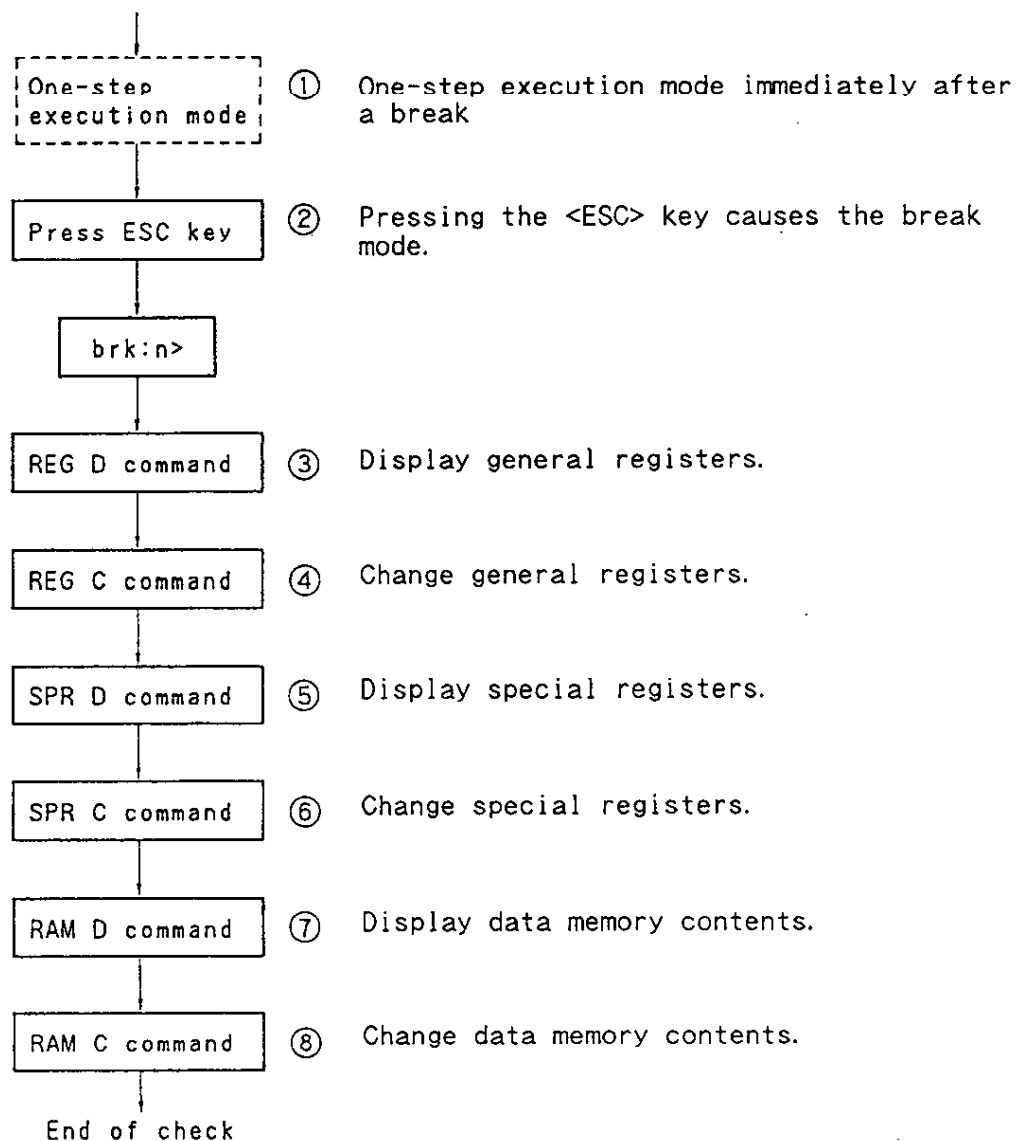 One-step
execution mode
① One-step execution mode immediately after
a break
Press ESC key
② Pressing the <ESC> key causes the break
mode.
brk:n>
REG D command
③ Display general registers.
REG C command
④ Change general registers.
SPR D command
⑤ Display special registers.
SPR C command
⑥ Change special registers.
RAM D command
⑦ Display data memory contents.
RAM C command
⑧ Change data memory contents.
End of check